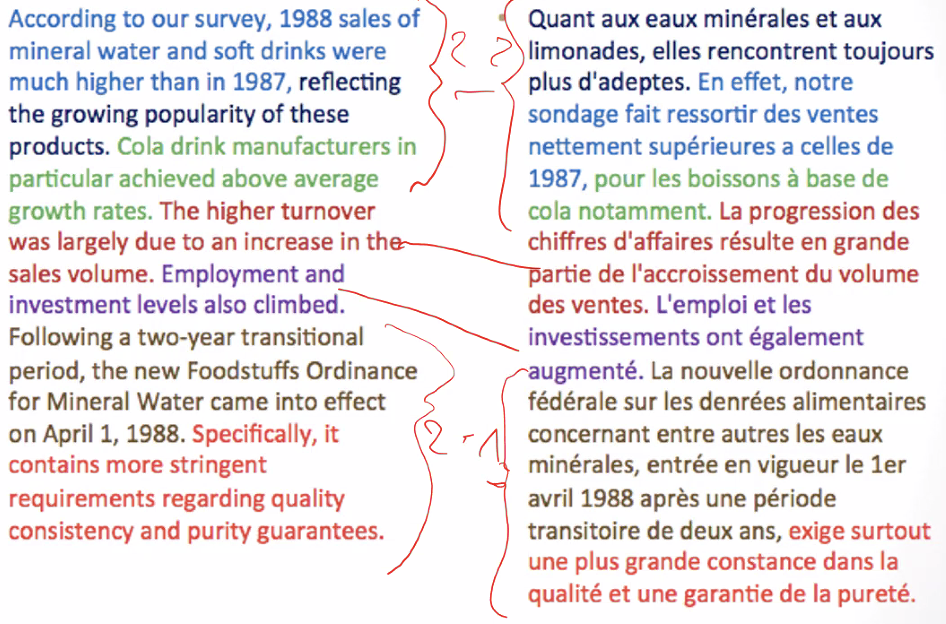 According to our survey, 1988 sales of
mineral water and soft drinks were
much higher than in 1987, reflecting
the growing popularity of these
products. Cola drink manufacturers in
particular achieved above average
growth rates. The higher turnover
was largely due to an increase in the
sales volume. Employment and
investment levels also climbed.
Following a two-year transitional
period, the new Foodstuffs Ordinance
for Mineral Water came into effect
on April 1, 1988. Specifically, it
contains more stringent
requirements regarding quality
consistency and purity guarantees.
2 - 2
2 - 1
Quant aux eaux minérales et aux
limonades, elles rencontrent toujours
plus d'adeptes. En effet, notre
sondage fait ressortir des ventes
nettement supérieures a celles de
1987, pour les boissons à base de
cola notamment. La progression des
chiffres d'affaires résulte en grande
partie de l'accroissement du volume
des ventes. L'emploi et les
investissements ont également
augmenté. La nouvelle ordonnance
fédérale sur les denrées alimentaires
concernant entre autres les eaux
minérales, entrée en vigueur le 1er
avril 1988 après une période
transitoire de deux ans, exige surtout
une plus grande constance dans la
qualité et une garantie de la pureté.